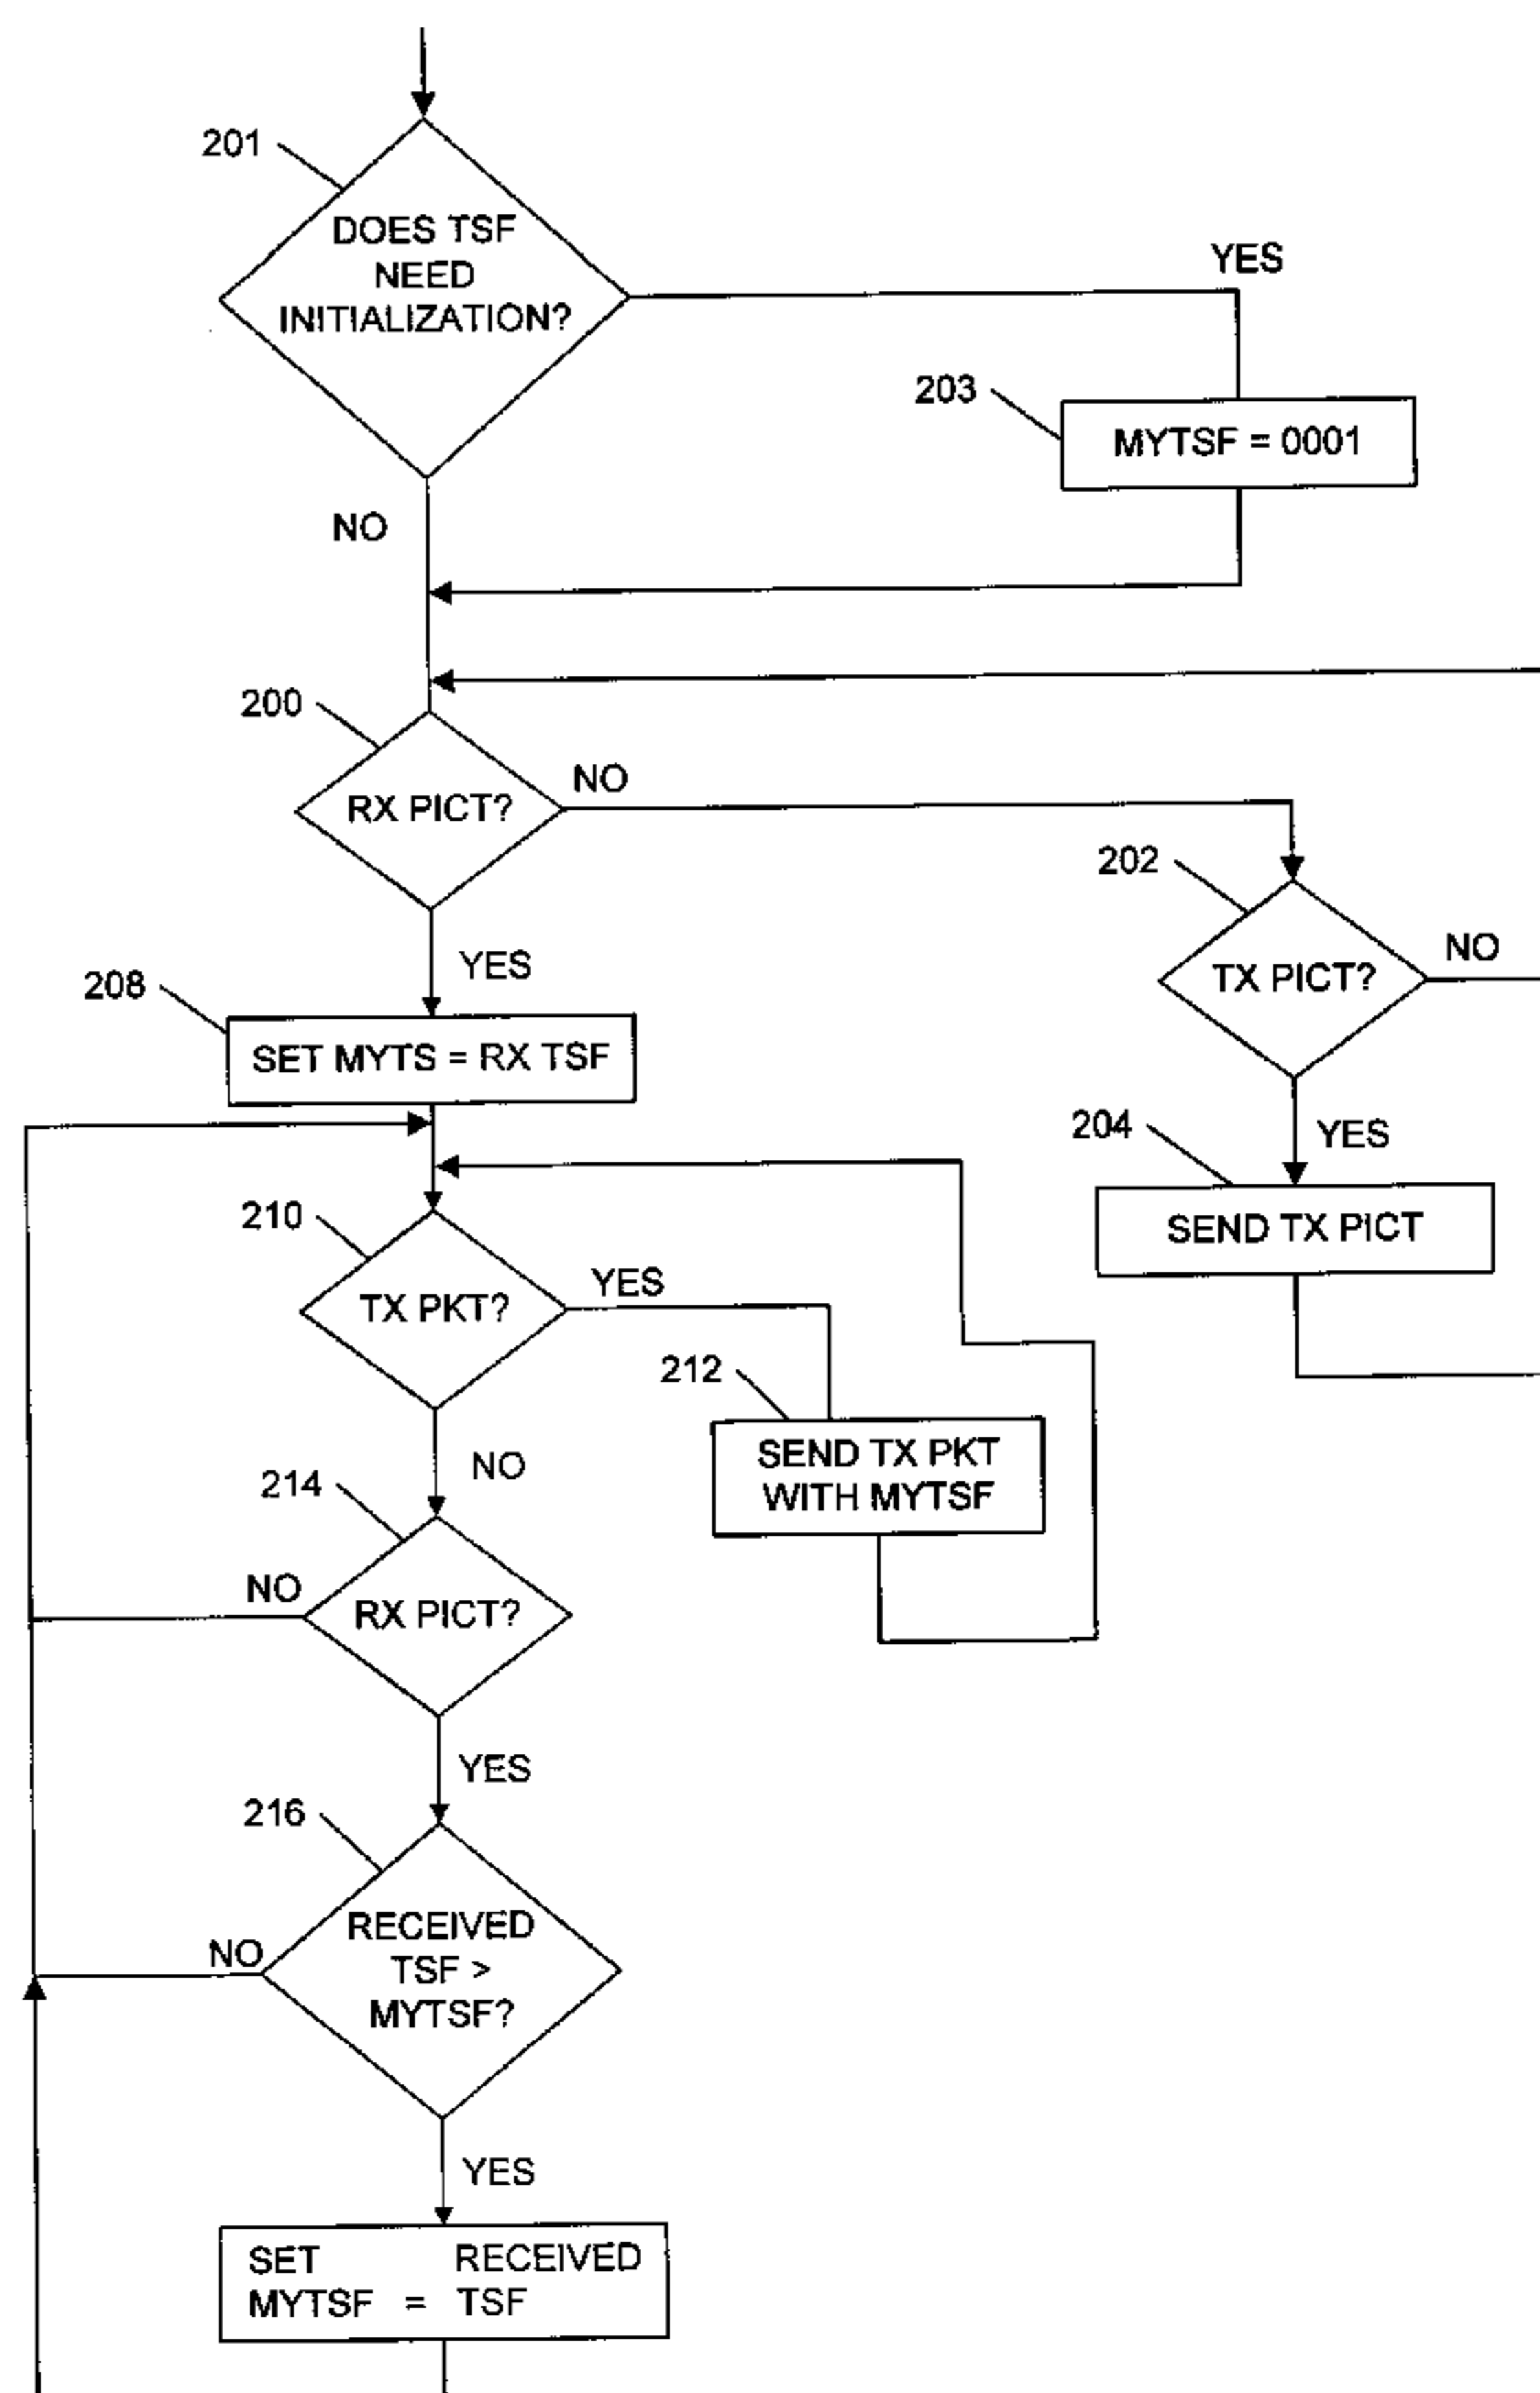 201
DOES TSF
NEED
INITIALIZATION?
YES
203
MYTSF = 0001
NO
200
RX PICT?
NO
202
TX PICT?
NO
YES
208
SET MYTS = RX TSF
204
YES
SEND TX PICT
210
TX PKT?
YES
212
SEND TX PKT
WITH MYTSF
NO
214
NO
RX PICT?
YES
216
RECEIVED
TSF >
MYTSF?
NO
YES
SET RECEIVED
MYTSF = TSF